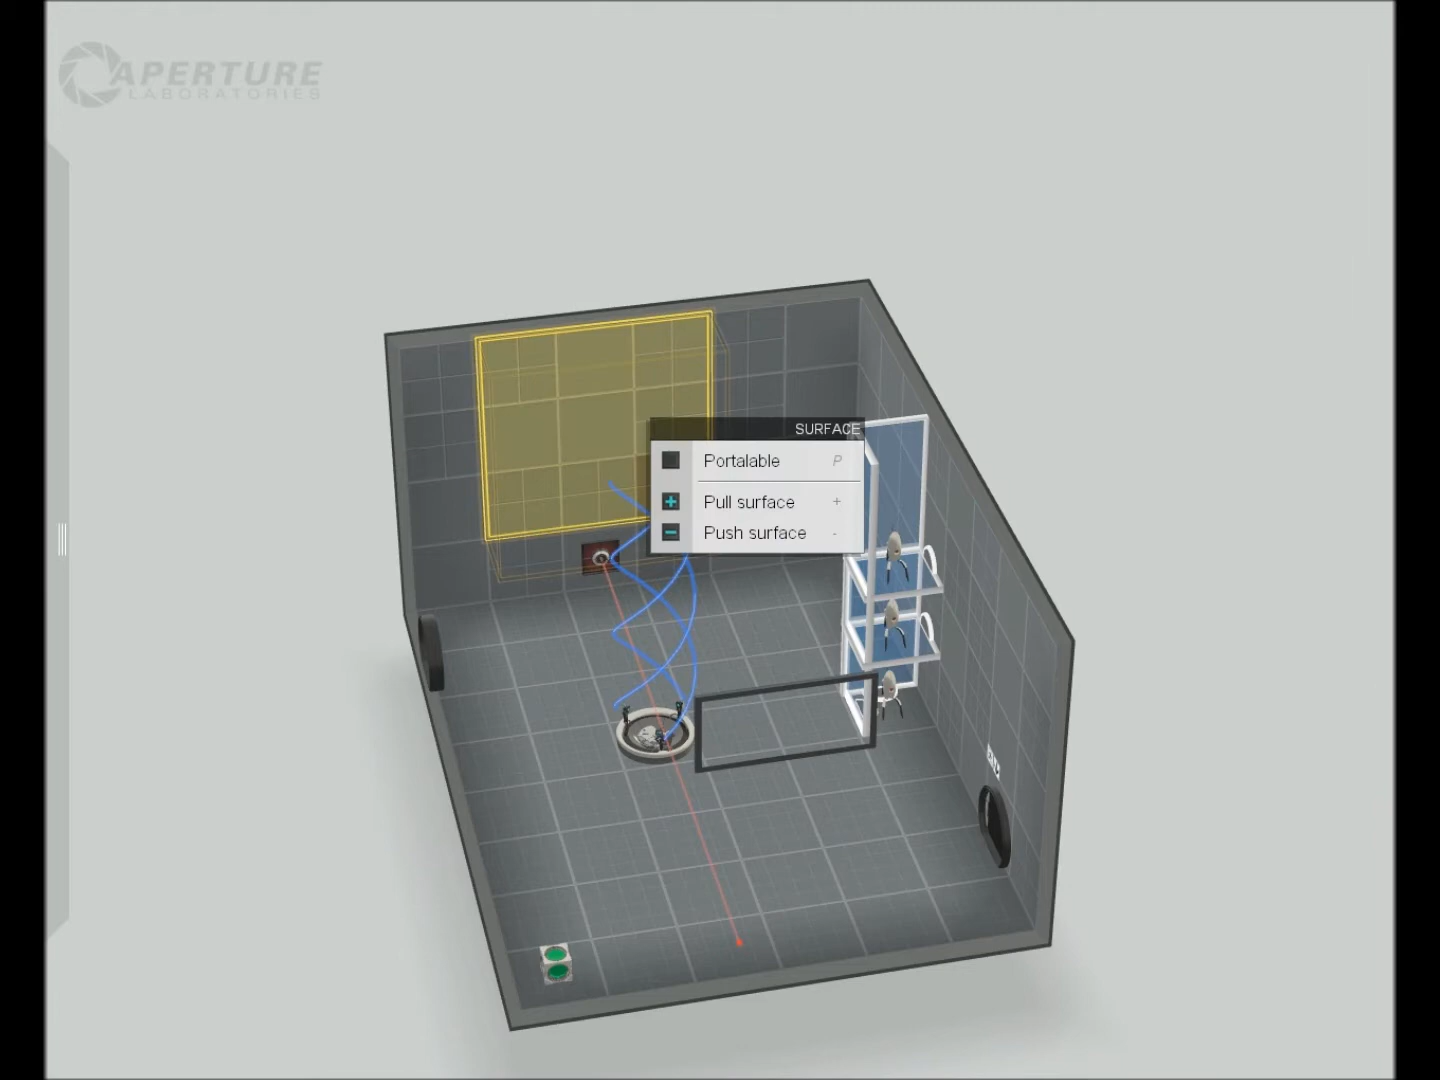 APERTURE
LABORATORIES
SURFACE
Portalable P
Pull surface +
Push surface -